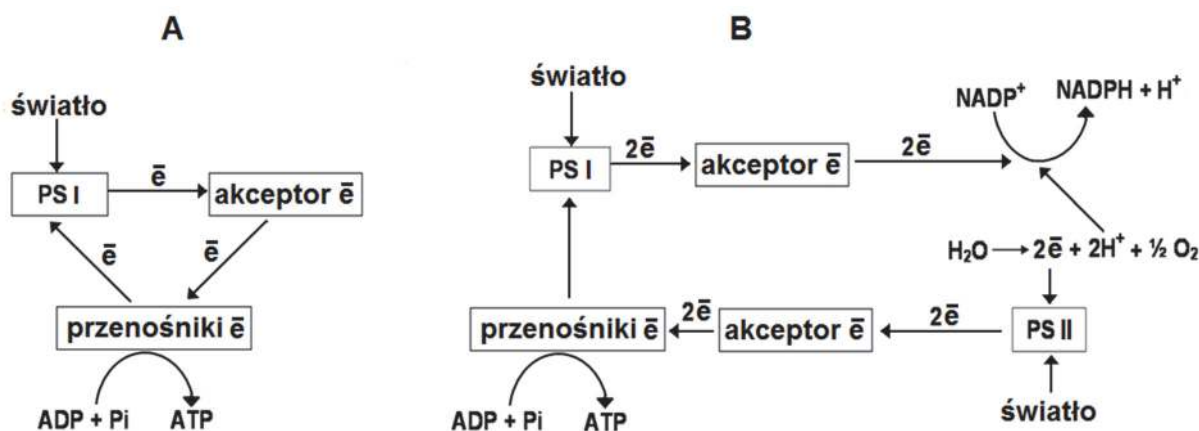 A
światło
PS I
ē
akceptor ē
ē
ē
przenośniki ē
ADP + Pi
ATP
B
światło
PS I
2ē
akceptor ē
2ē
NADP⁺
NADPH + H⁺
H₂O → 2ē + 2H⁺ + ½ O₂
przenośniki ē
2ē
akceptor ē
2ē
PS II
ADP + Pi
ATP
światło